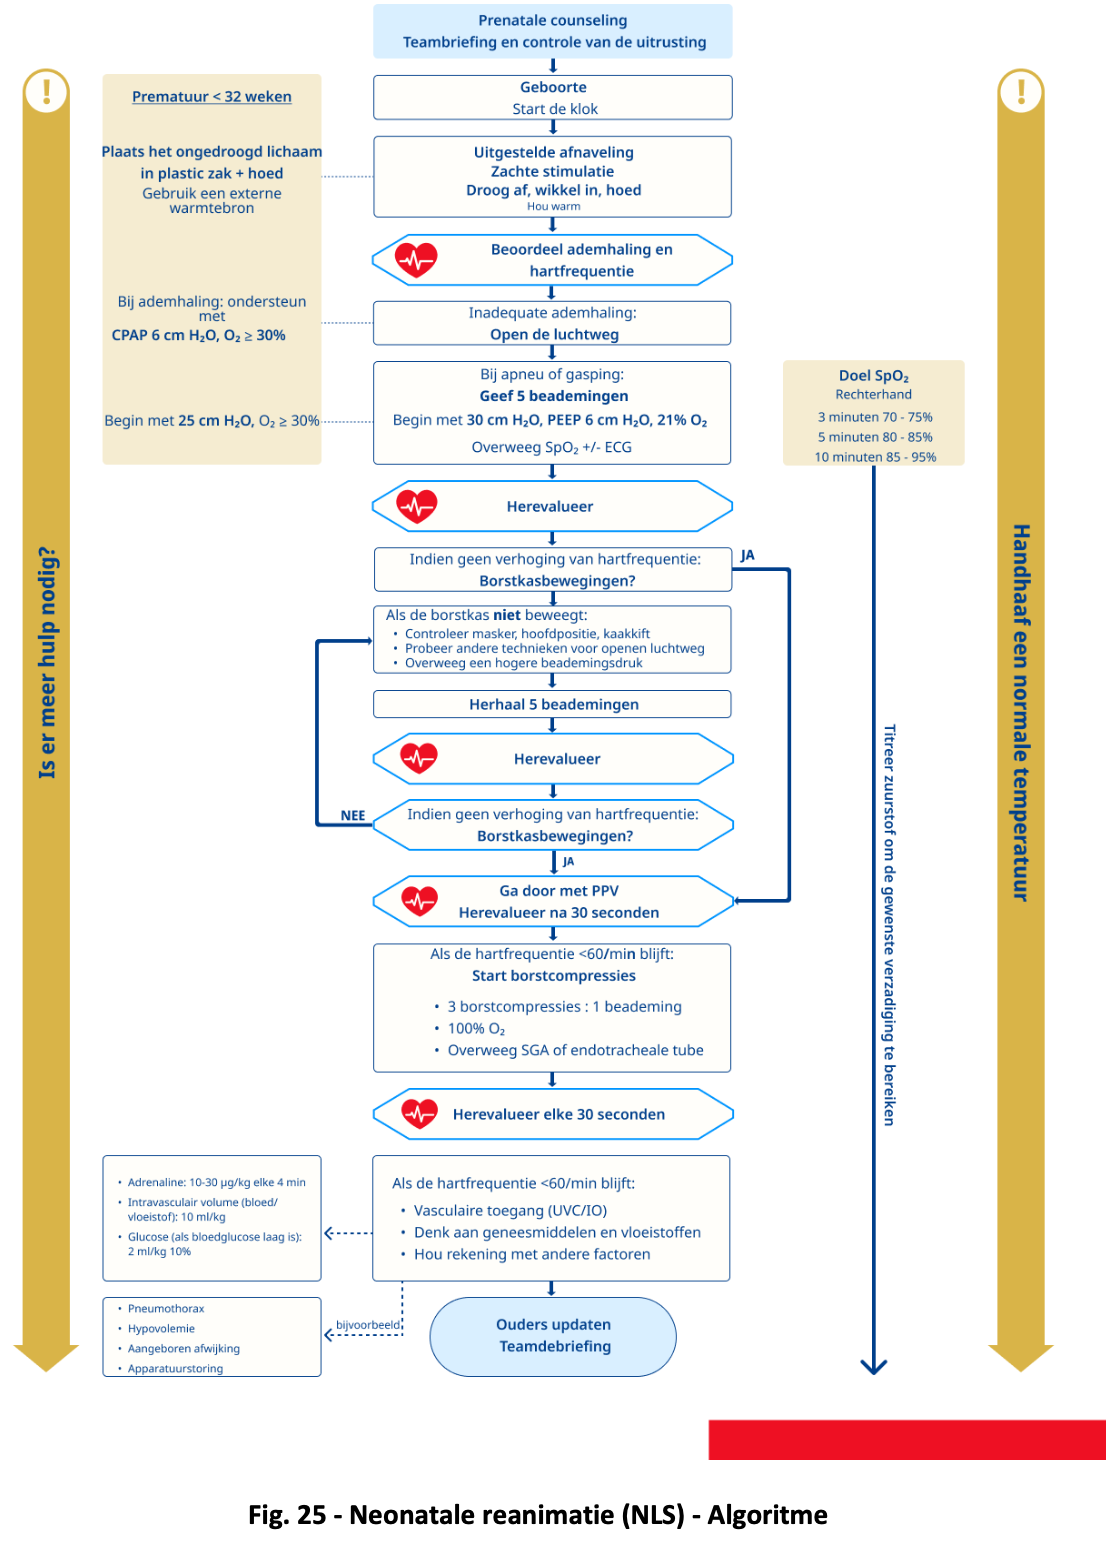 Prenatale counseling
Teambriefing en controle van de uitrusting
Geboorte
Start de klok
Prematuur < 32 weken
Plaats het ongedroogd lichaam
in plastic zak + hoed
Gebruik een externe
warmtebron
Uitgestelde afnaveling
Zachte stimulatie
Droog af, wikkel in, hoed
Hou warm
Beoordeel ademhaling en
hartfrequentie
Bij ademhaling: ondersteun
met
CPAP 6 cm H₂O, O₂ ≥ 30%
Inadequate ademhaling:
Open de luchtweg
Bij apneu of gasping:
Geef 5 beademingen
Begin met 30 cm H₂O, PEEP 6 cm H₂O, 21% O₂
Overweeg SpO₂ +/- ECG
Begin met 25 cm H₂O, O₂ ≥ 30%
Doel SpO₂
Rechterhand
3 minuten 70 - 75%
5 minuten 80 - 85%
10 minuten 85 - 95%
Herevalueer
Indien geen verhoging van hartfrequentie:
Borstkasbewegingen?
JA
Als de borstkas niet beweegt:
• Controleer masker, hoofdpositie, kaakkift
• Probeer andere technieken voor openen luchtweg
• Overweeg een hogere beademingsdruk
Herhaal 5 beademingen
Herevalueer
Indien geen verhoging van hartfrequentie:
Borstkasbewegingen?
NEE
JA
Ga door met PPV
Herevalueer na 30 seconden
Als de hartfrequentie <60/min blijft:
Start borstcompressies
• 3 borstcompressies : 1 beademing
• 100% O₂
• Overweeg SGA of endotracheale tube
Herevalueer elke 30 seconden
Als de hartfrequentie <60/min blijft:
• Vasculaire toegang (UVC/IO)
• Denk aan geneesmiddelen en vloeistoffen
• Hou rekening met andere factoren
• Adrenaline: 10-30 µg/kg elke 4 min
• Intravasculair volume (bloed/
vloeistof): 10 ml/kg
• Glucose (als bloedglucose laag is):
2 ml/kg 10%
bijvoorbeeld
• Pneumothorax
• Hypovolemie
• Aangeboren afwijking
• Apparatuurstoring
Ouders updaten
Teamdebriefing
! Is er meer hulp nodig?
Titreer zuurstof om de gewenste verzadiging te bereiken
! Handhaaf een normale temperatuur
Fig. 25 - Neonatale reanimatie (NLS) - Algoritme